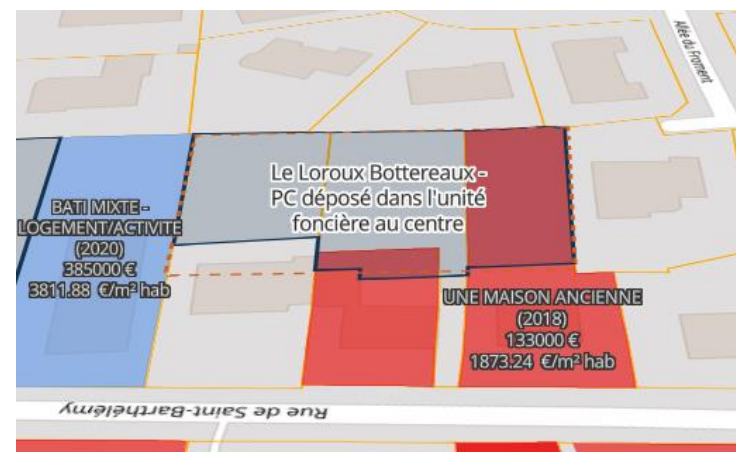 Allée du Froment
Le Loroux Bottereaux -
PC déposé dans l'unité
foncière au centre
BATI MIXTE -
LOGEMENT/ACTIVITE
(2020)
385000 €
3811.88 €/m² hab
UNE MAISON ANCIENNE
(2018)
133000 €
1873.24 €/m² hab
Rue de Saint-Barthélémy